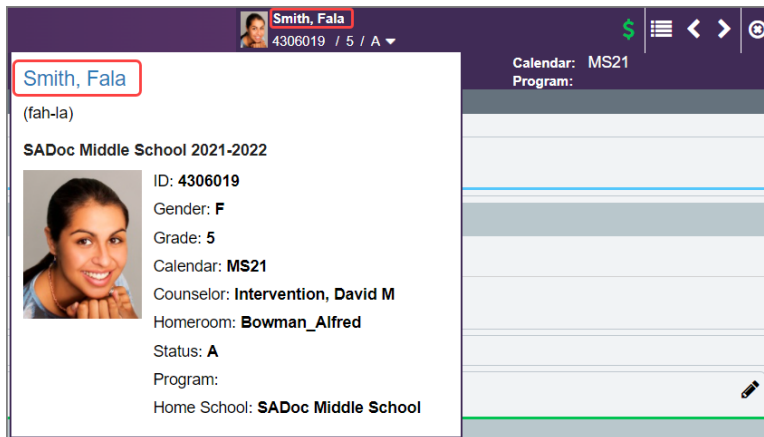 Smith, Fala
4306019 / 5 / A
$
Calendar: MS21
Program:
Smith, Fala
(fah-la)
SADoc Middle School 2021-2022
ID: 4306019
Gender: F
Grade: 5
Calendar: MS21
Counselor: Intervention, David M
Homeroom: Bowman_Alfred
Status: A
Program:
Home School: SADoc Middle School